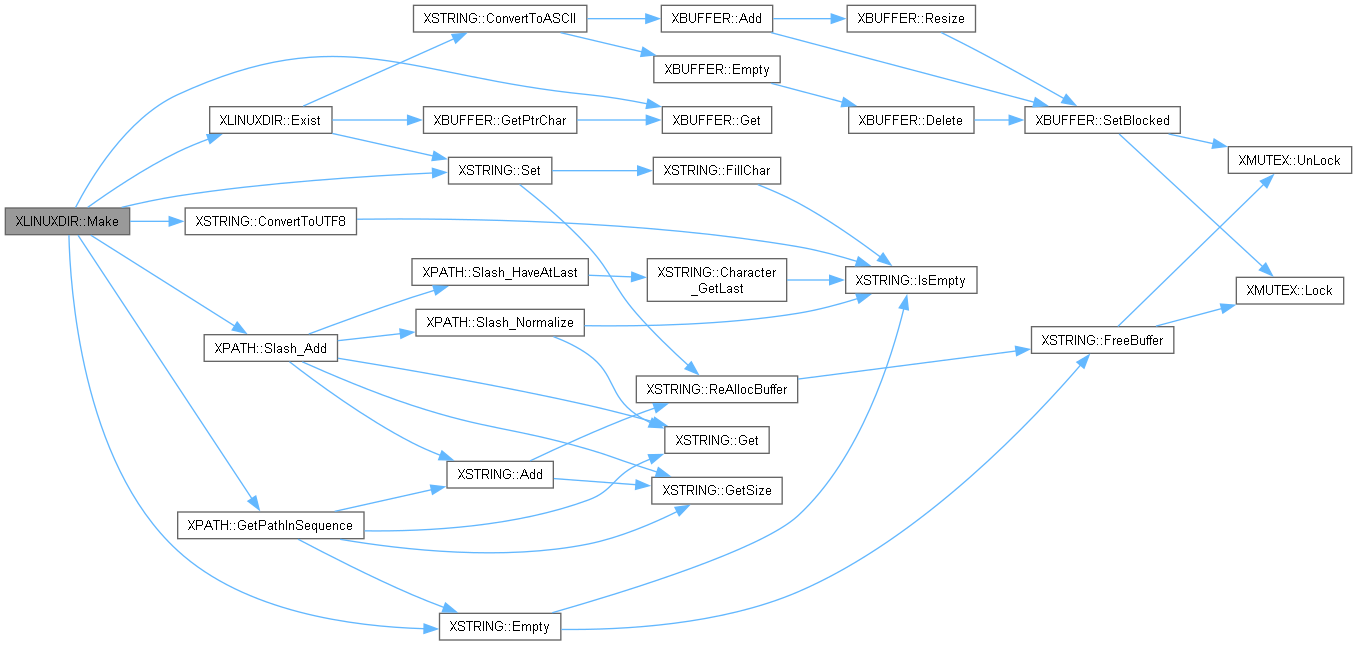 XLINUXDIR::Make
XLINUXDIR::Exist
XSTRING::ConvertToUTF8
XPATH::Slash_Add
XPATH::GetPathInSequence
XSTRING::ConvertToASCII
XBUFFER::GetPtrChar
XSTRING::Set
XPATH::Slash_HaveAtLast
XPATH::Slash_Normalize
XSTRING::Add
XSTRING::Empty
XBUFFER::Add
XBUFFER::Empty
XBUFFER::Get
XSTRING::FillChar
XSTRING::Character
_GetLast
XSTRING::ReAllocBuffer
XSTRING::Get
XSTRING::GetSize
XBUFFER::Resize
XBUFFER::Delete
XSTRING::IsEmpty
XBUFFER::SetBlocked
XSTRING::FreeBuffer
XMUTEX::UnLock
XMUTEX::Lock